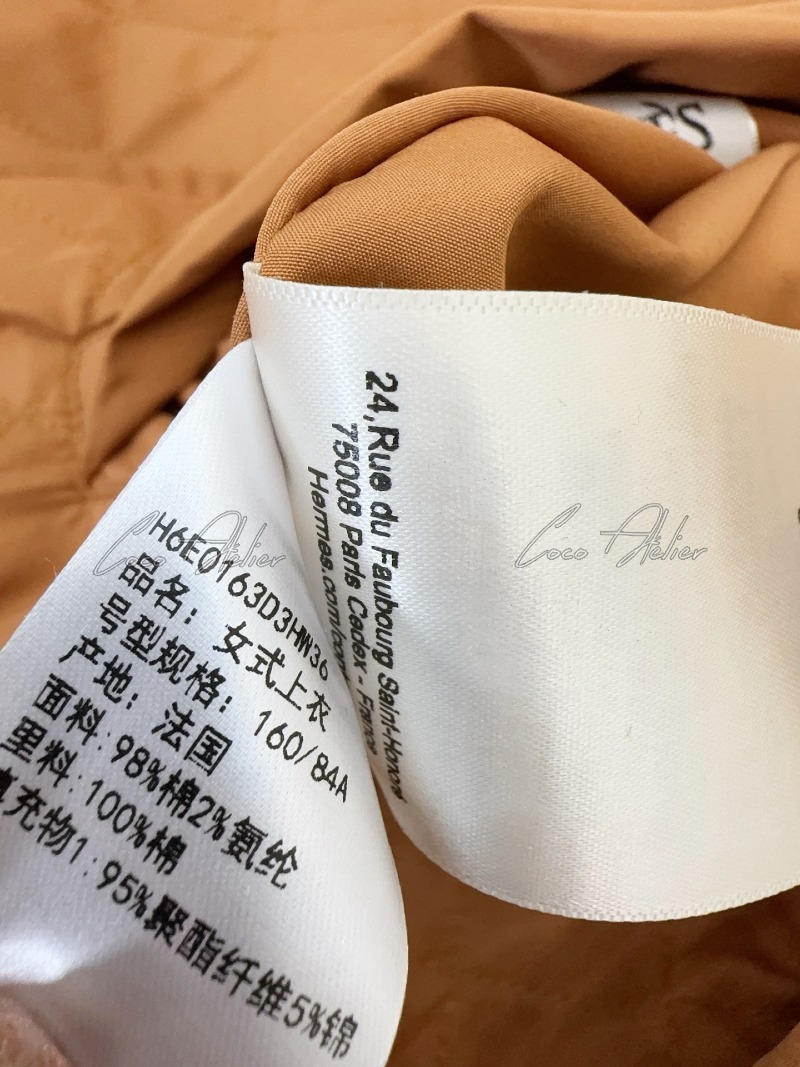 H6E0163D3HW36
品名：女式上衣
号型规格：160/84A
产地：法国
面料:98%棉2%氨纶
里料:100%棉
填充物1:95%聚酯纤维5%锦
24,Rue du Faubourg Saint-Honoré
75008 Paris Cedex - France
Hermes.com/
Coco Atelier
Coco Atelier